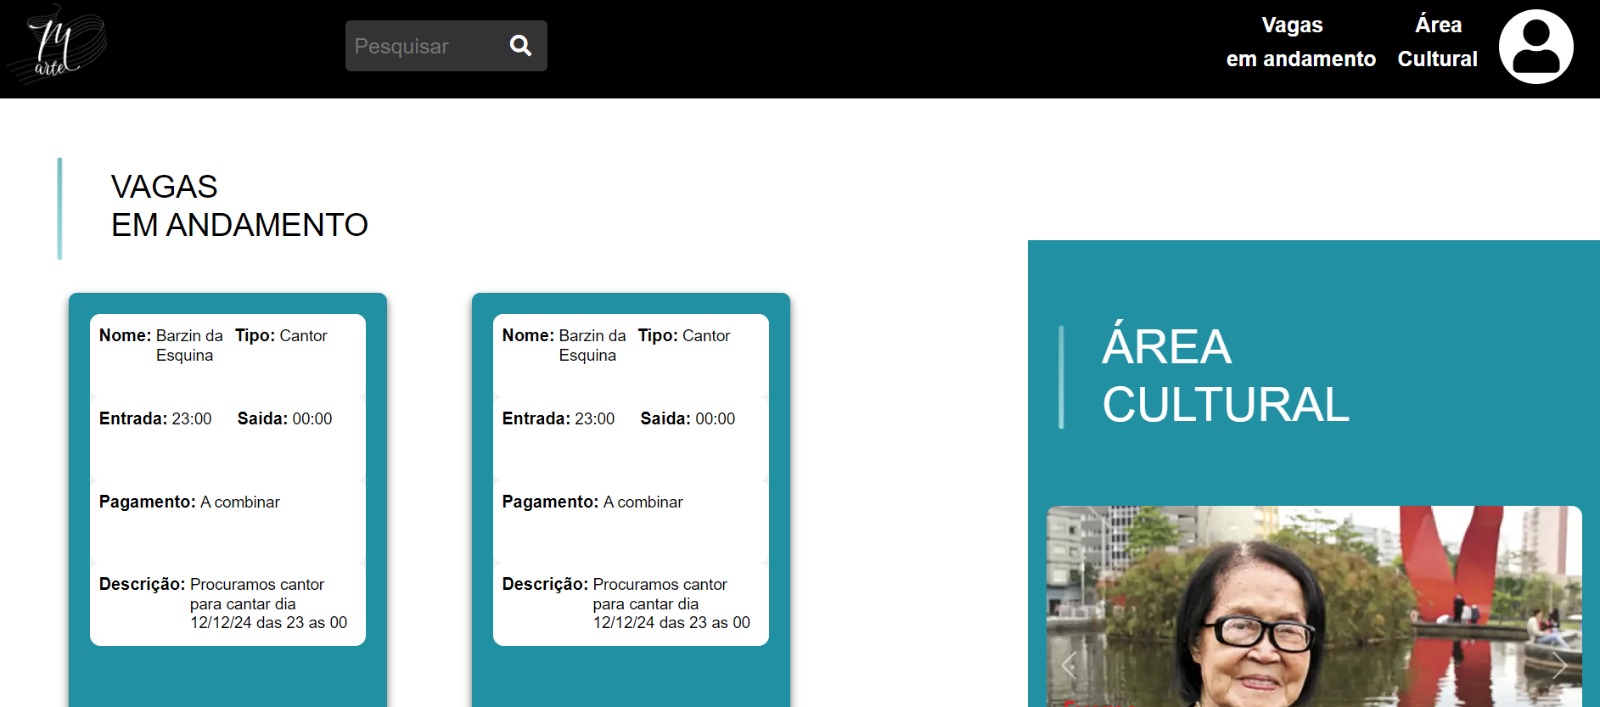 M
arte
Pesquisar
Vagas
em andamento
Área
Cultural
VAGAS
EM ANDAMENTO
Nome: Barzin da Esquina Tipo: Cantor
Entrada: 23:00 Saida: 00:00
Pagamento: A combinar
Descrição: Procuramos cantor
para cantar dia
12/12/24 das 23 as 00
Nome: Barzin da Esquina Tipo: Cantor
Entrada: 23:00 Saida: 00:00
Pagamento: A combinar
Descrição: Procuramos cantor
para cantar dia
12/12/24 das 23 as 00
ÁREA
CULTURAL